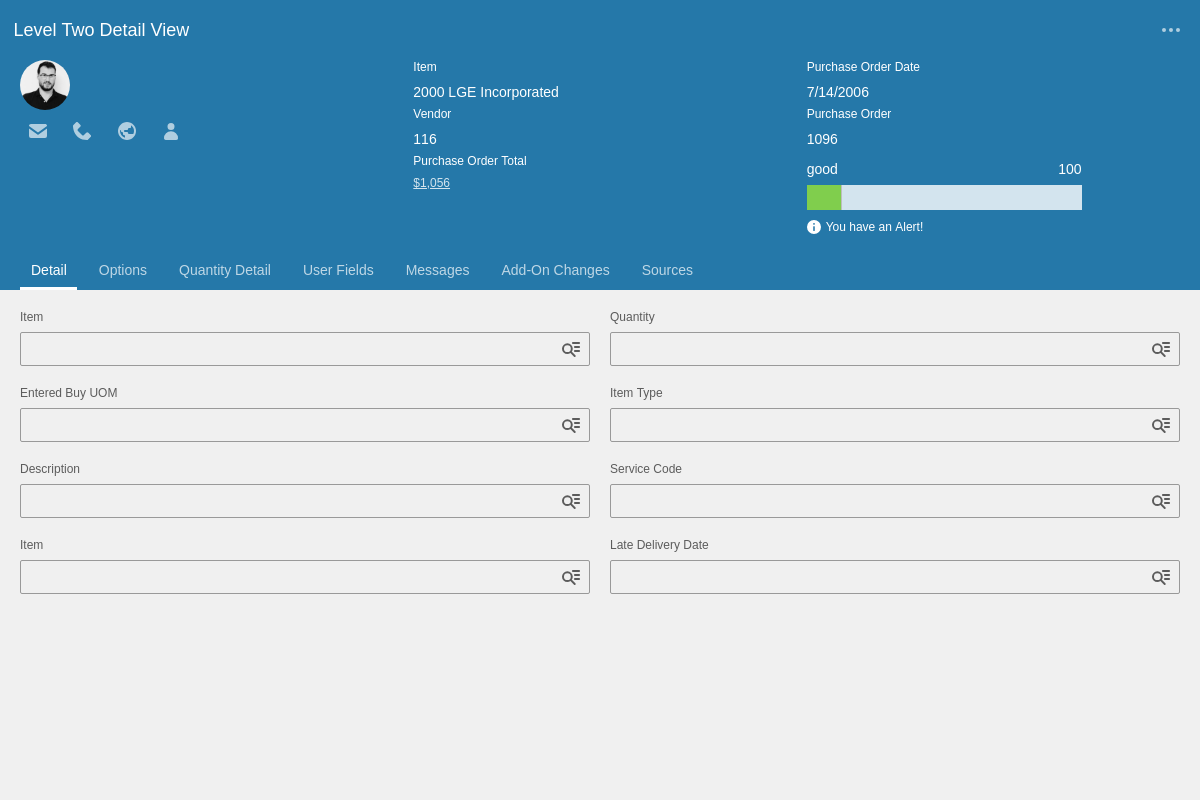 Level Two Detail View
Item
2000 LGE Incorporated
Vendor
116
Purchase Order Total
$1,056
Purchase Order Date
7/14/2006
Purchase Order
1096
good 100
You have an Alert!
Detail Options Quantity Detail User Fields Messages Add-On Changes Sources
Item Quantity
Entered Buy UOM Item Type
Description Service Code
Item Late Delivery Date